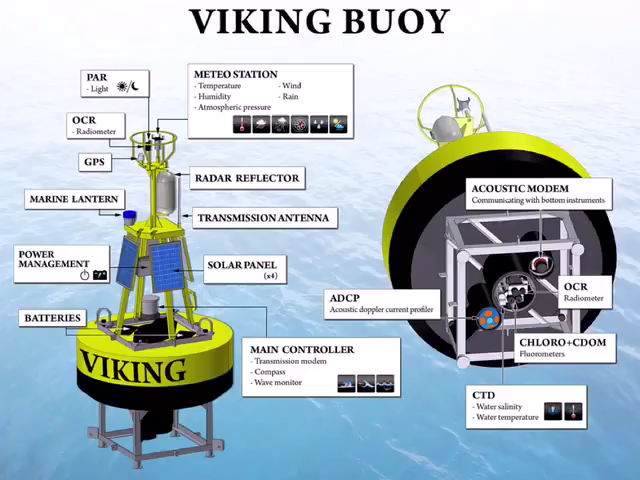 VIKING BUOY
PAR
- Light
METEO STATION
- Temperature
- Wind
- Humidity
- Rain
- Atmospheric pressure
OCR
- Radiometer
GPS
RADAR REFLECTOR
MARINE LANTERN
TRANSMISSION ANTENNA
POWER
MANAGEMENT
SOLAR PANEL
(x4)
BATTERIES
MAIN CONTROLLER
- Transmission modem
- Compass
- Wave monitor
VIKING
ACOUSTIC MODEM
Communicating with bottom instruments
ADCP
Acoustic doppler current profiler
OCR
Radiometer
CHLORO+CDOM
Fluorometers
CTD
- Water salinity
- Water temperature